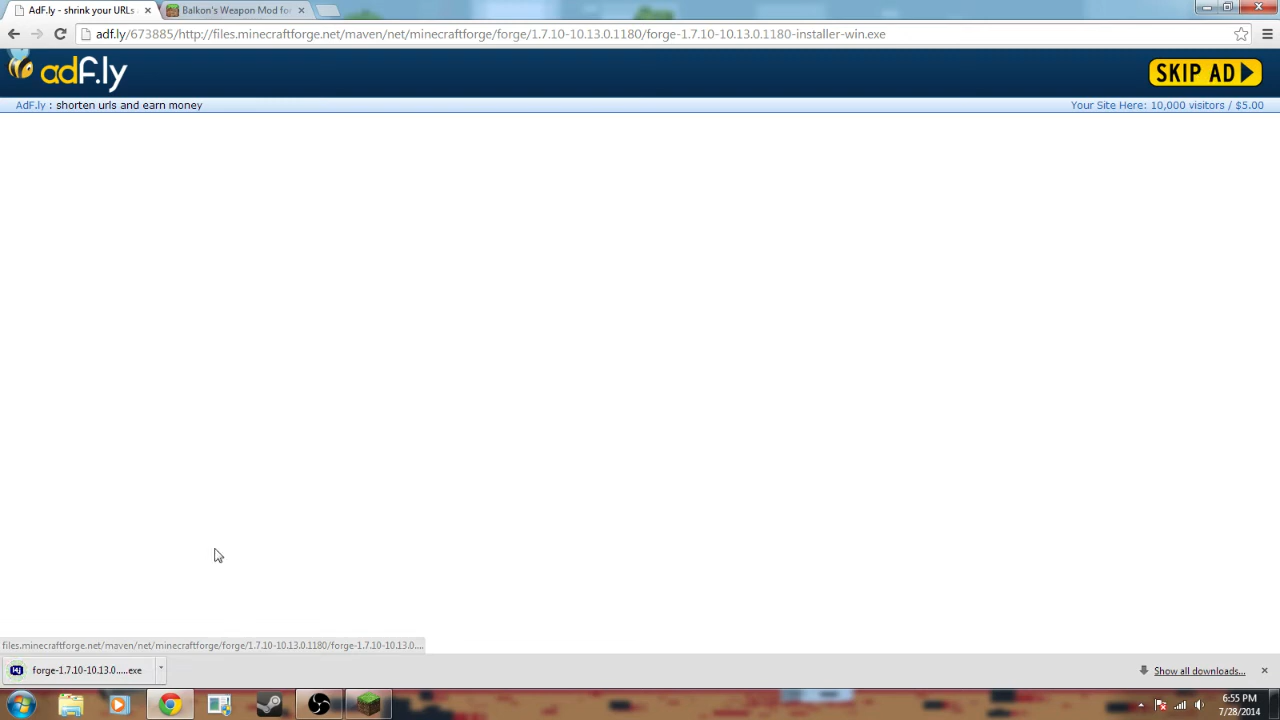 AdF.ly - shrink your URLs
Balkon's Weapon Mod fo
adf.ly/673885/http://files.minecraftforge.net/maven/net/minecraftforge/forge/1.7.10-10.13.0.1180/forge-1.7.10-10.13.0.1180-installer-win.exe
adf.ly
SKIP AD
AdF.ly : shorten urls and earn money
Your Site Here: 10,000 visitors / $5.00
files.minecraftforge.net/maven/net/minecraftforge/forge/1.7.10-10.13.0.1180/forge-1.7.10-10.13.0....
forge-1.7.10-10.13.0.....exe
Show all downloads...
6:55 PM
7/28/2014